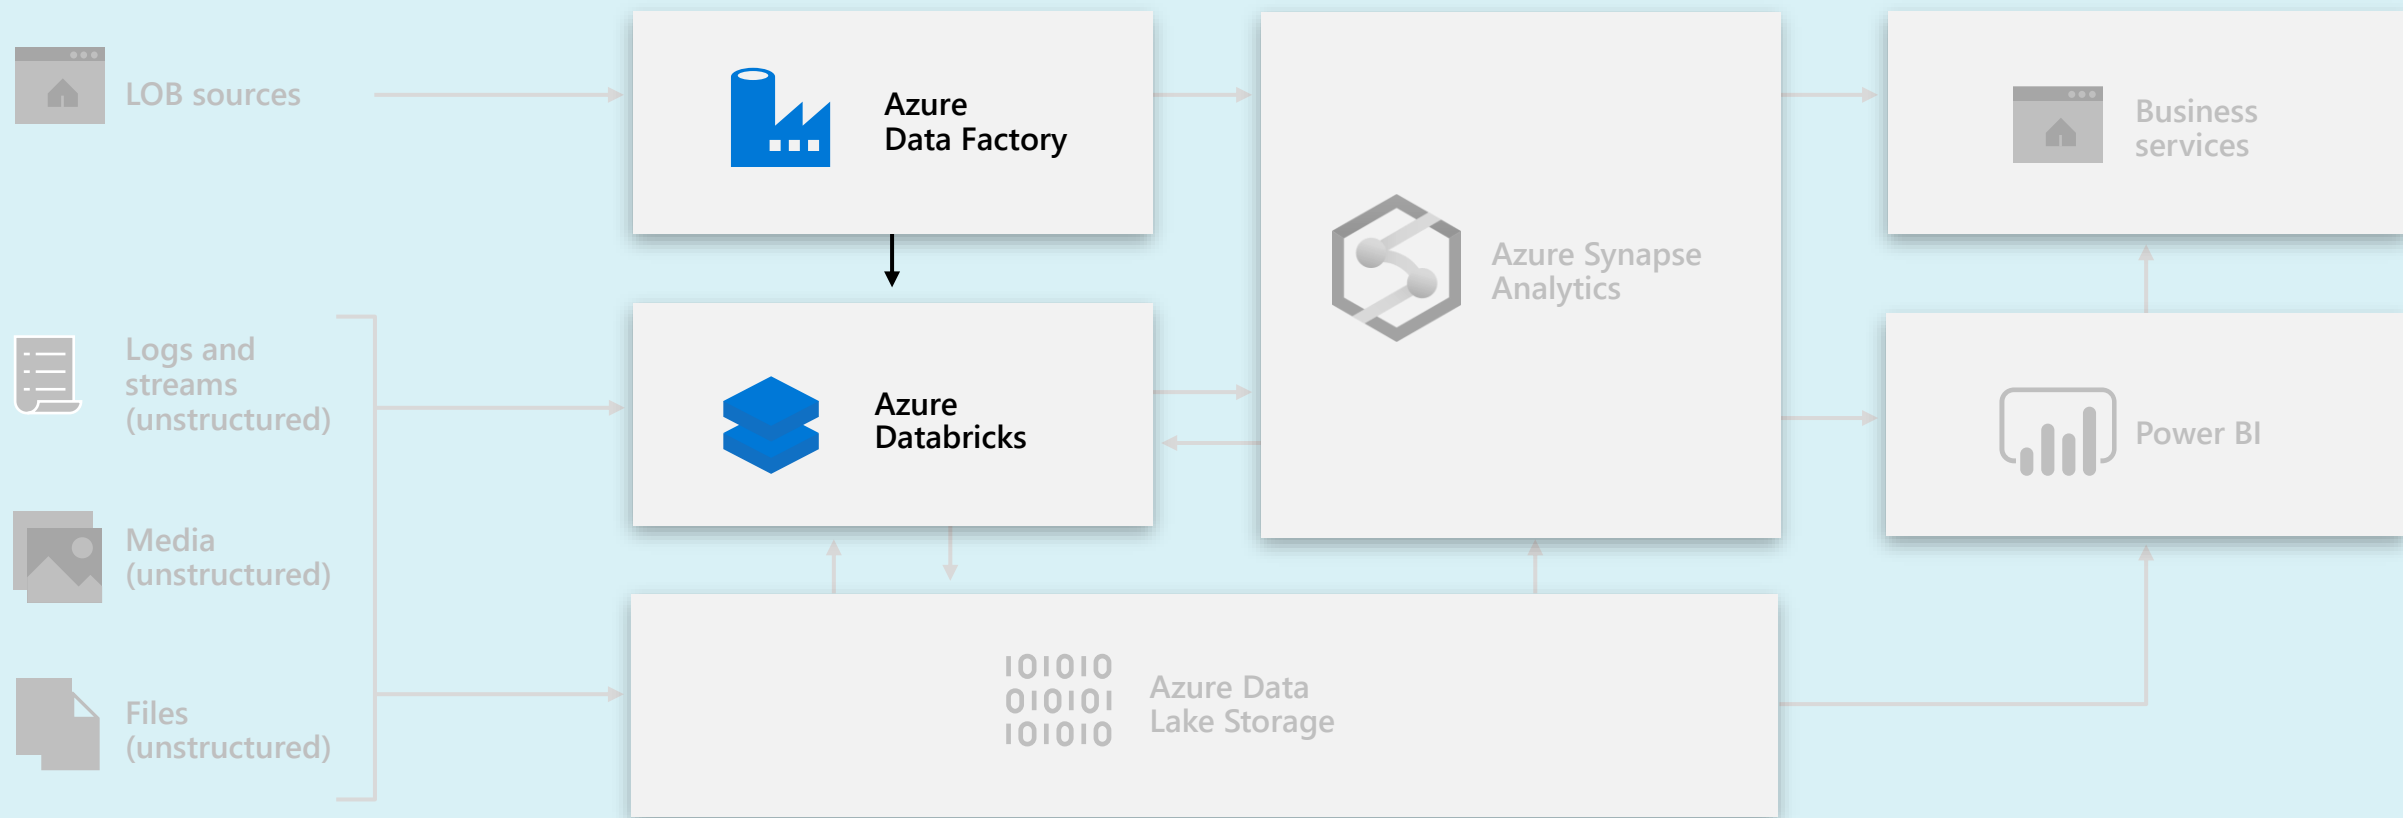 LOB sources
Azure
Data Factory
Business
services
Azure Synapse
Analytics
Logs and
streams
(unstructured)
Azure
Databricks
Power BI
Media
(unstructured)
Files
(unstructured)
101010
010101
101010
Azure Data
Lake Storage